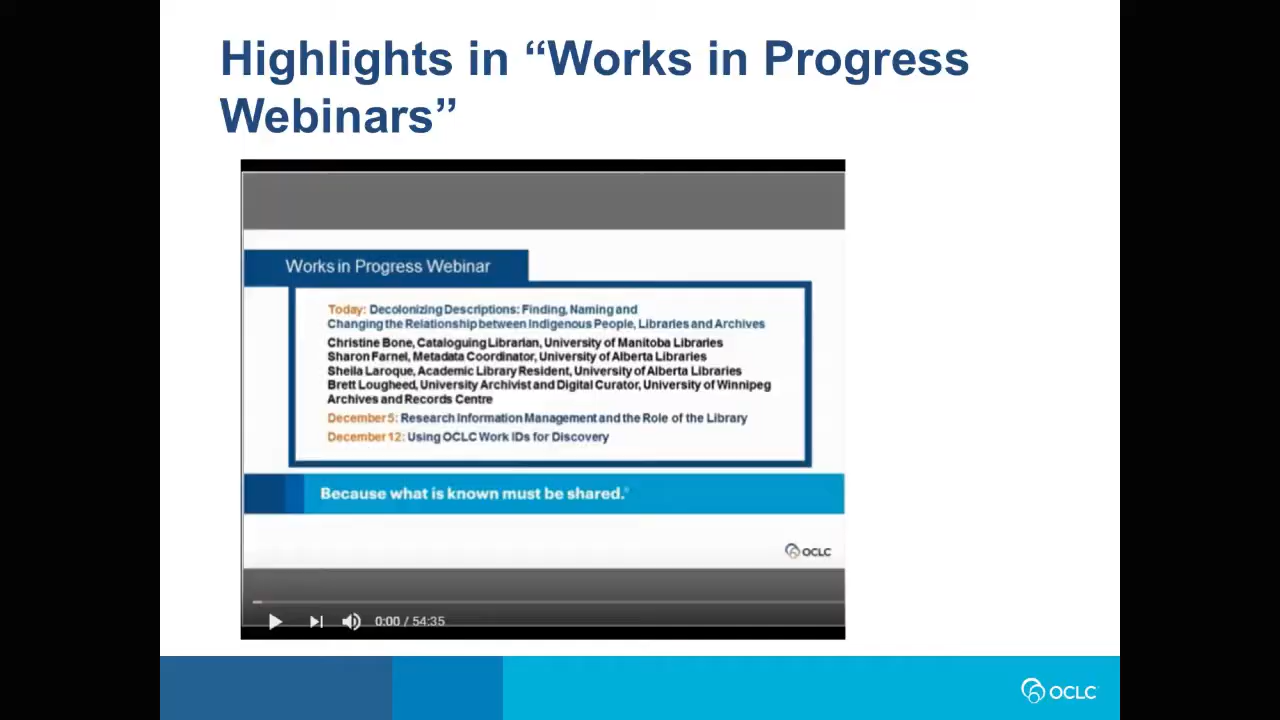 Highlights in “Works in Progress
Webinars”
Works in Progress Webinar
Today: Decolonizing Descriptions: Finding, Naming and
Changing the Relationship between Indigenous People, Libraries and Archives
Christine Bone, Cataloguing Librarian, University of Manitoba Libraries
Sharon Farnel, Metadata Coordinator, University of Alberta Libraries
Sheila Laroque, Academic Library Resident, University of Alberta Libraries
Brett Lougheed, University Archivist and Digital Curator, University of Winnipeg
Archives and Records Centre
December 5: Research Information Management and the Role of the Library
December 12: Using OCLC Work IDs for Discovery
Because what is known must be shared.®
OCLC
0:00 / 54:35
OCLC